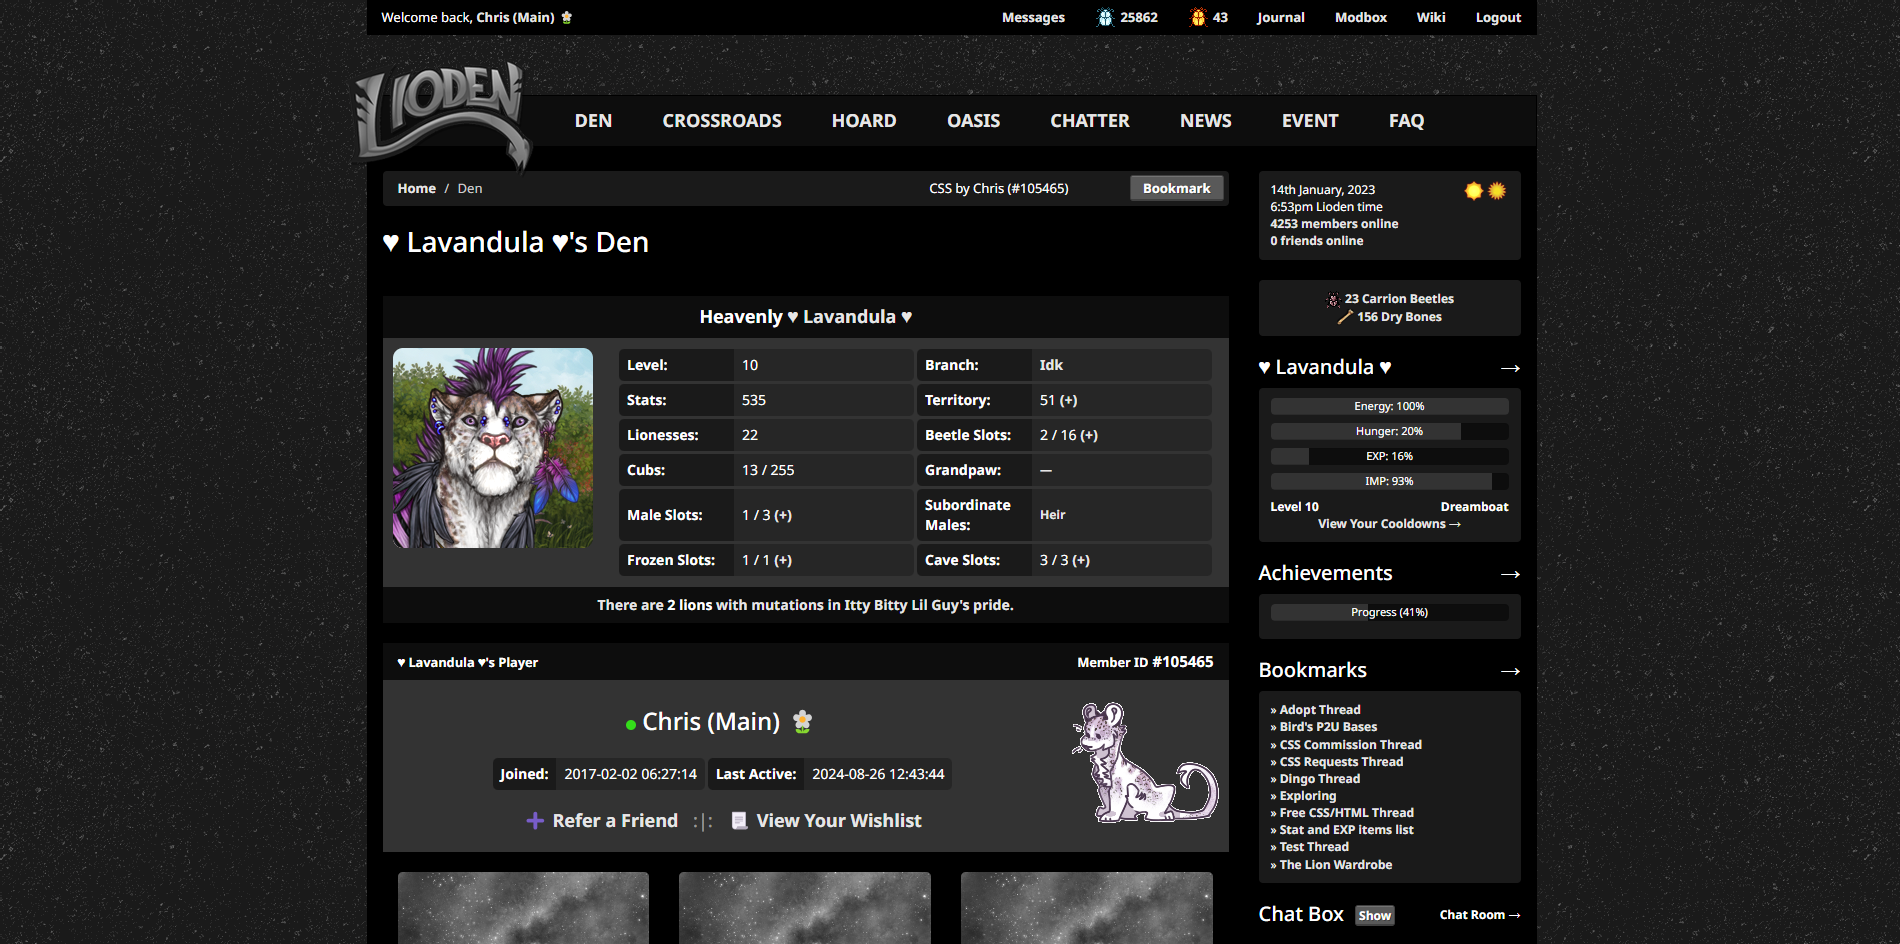 Welcome back, Chris (Main)
Messages
25862
43
Journal
Modbox
Wiki
Logout
LIODEN
DEN
CROSSROADS
HOARD
OASIS
CHATTER
NEWS
EVENT
FAQ
Home / Den
CSS by Chris (#105465)
Bookmark
♥ Lavandula ♥'s Den
Heavenly ♥ Lavandula ♥
Level: 10
Branch: Idk
Stats: 535
Territory: 51 (+)
Lionesses: 22
Beetle Slots: 2 / 16 (+)
Cubs: 13 / 255
Grandpaw: —
Male Slots: 1 / 3 (+)
Subordinate
Males: Heir
Frozen Slots: 1 / 1 (+)
Cave Slots: 3 / 3 (+)
There are 2 lions with mutations in Itty Bitty Lil Guy's pride.
♥ Lavandula ♥'s Player
Member ID #105465
Chris (Main)
Joined: 2017-02-02 06:27:14
Last Active: 2024-08-26 12:43:44
Refer a Friend :|: View Your Wishlist
14th January, 2023
6:53pm Lioden time
4253 members online
0 friends online
23 Carrion Beetles
156 Dry Bones
♥ Lavandula ♥ →
Energy: 100%
Hunger: 20%
EXP: 16%
IMP: 93%
Level 10
Dreamboat
View Your Cooldowns →
Achievements →
Progress (41%)
Bookmarks →
» Adopt Thread
» Bird's P2U Bases
» CSS Commission Thread
» CSS Requests Thread
» Dingo Thread
» Exploring
» Free CSS/HTML Thread
» Stat and EXP items list
» Test Thread
» The Lion Wardrobe
Chat Box
Show
Chat Room →